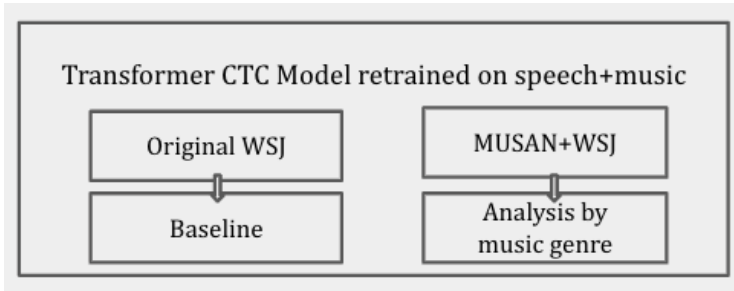 Transformer CTC Model retrained on speech+music
Original WSJ
MUSAN+WSJ
Baseline
Analysis by
music genre